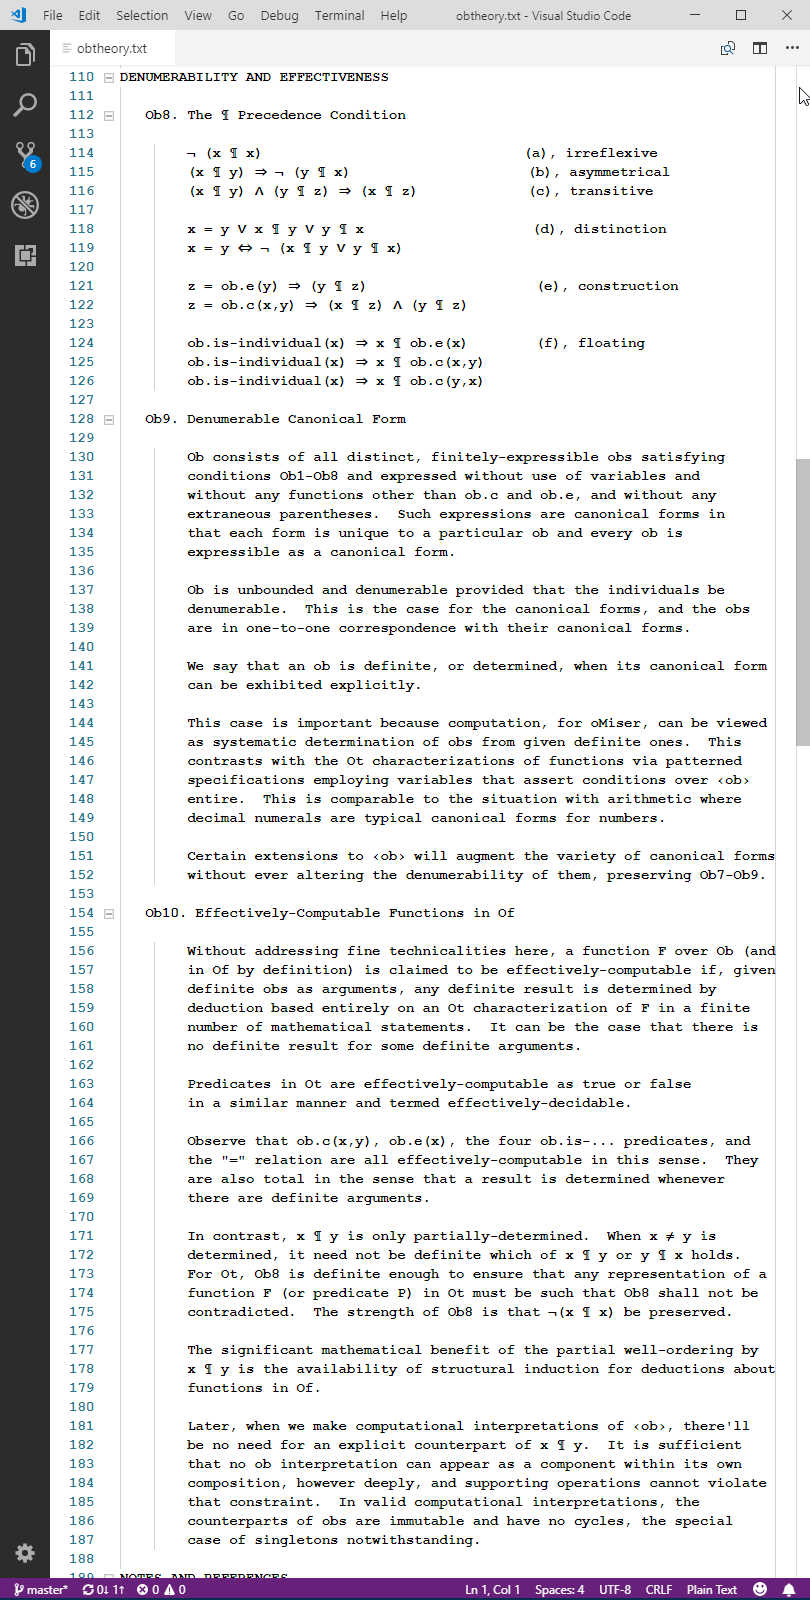 File Edit Selection View Go Debug Terminal Help obtheory.txt - Visual Studio Code
obtheory.txt
110 DENUMERABILITY AND EFFECTIVENESS
111
112 Ob8. The ¶ Precedence Condition
113
114 ¬ (x ¶ x) (a), irreflexive
115 (x ¶ y) ⇒ ¬ (y ¶ x) (b), asymmetrical
116 (x ¶ y) ∧ (y ¶ z) ⇒ (x ¶ z) (c), transitive
117
118 x = y ∨ x ¶ y ∨ y ¶ x (d), distinction
119 x = y ⇔ ¬ (x ¶ y ∨ y ¶ x)
120
121 z = ob.e(y) ⇒ (y ¶ z) (e), construction
122 z = ob.c(x,y) ⇒ (x ¶ z) ∧ (y ¶ z)
123
124 ob.is-individual(x) ⇒ x ¶ ob.e(x) (f), floating
125 ob.is-individual(x) ⇒ x ¶ ob.c(x,y)
126 ob.is-individual(x) ⇒ x ¶ ob.c(y,x)
127
128 Ob9. Denumerable Canonical Form
129
130 Ob consists of all distinct, finitely-expressible obs satisfying
131 conditions Ob1-Ob8 and expressed without use of variables and
132 without any functions other than ob.c and ob.e, and without any
133 extraneous parentheses.  Such expressions are canonical forms in
134 that each form is unique to a particular ob and every ob is
135 expressible as a canonical form.
136
137 Ob is unbounded and denumerable provided that the individuals be
138 denumerable.  This is the case for the canonical forms, and the obs
139 are in one-to-one correspondence with their canonical forms.
140
141 We say that an ob is definite, or determined, when its canonical form
142 can be exhibited explicitly.
143
144 This case is important because computation, for oMiser, can be viewed
145 as systematic determination of obs from given definite ones.  This
146 contrasts with the Ot characterizations of functions via patterned
147 specifications employing variables that assert conditions over ‹ob›
148 entire.  This is comparable to the situation with arithmetic where
149 decimal numerals are typical canonical forms for numbers.
150
151 Certain extensions to ‹ob› will augment the variety of canonical forms
152 without ever altering the denumerability of them, preserving Ob7-Ob9.
153
154 Ob10. Effectively-Computable Functions in Of
155
156 Without addressing fine technicalities here, a function F over Ob (and
157 in Of by definition) is claimed to be effectively-computable if, given
158 definite obs as arguments, any definite result is determined by
159 deduction based entirely on an Ot characterization of F in a finite
160 number of mathematical statements.  It can be the case that there is
161 no definite result for some definite arguments.
162
163 Predicates in Ot are effectively-computable as true or false
164 in a similar manner and termed effectively-decidable.
165
166 Observe that ob.c(x,y), ob.e(x), the four ob.is-... predicates, and
167 the "=" relation are all effectively-computable in this sense.  They
168 are also total in the sense that a result is determined whenever
169 there are definite arguments.
170
171 In contrast, x ¶ y is only partially-determined.  When x ≠ y is
172 determined, it need not be definite which of x ¶ y or y ¶ x holds.
173 For Ot, Ob8 is definite enough to ensure that any representation of a
174 function F (or predicate P) in Ot must be such that Ob8 shall not be
175 contradicted.  The strength of Ob8 is that ¬(x ¶ x) be preserved.
176
177 The significant mathematical benefit of the partial well-ordering by
178 x ¶ y is the availability of structural induction for deductions about
179 functions in Of.
180
181 Later, when we make computational interpretations of ‹ob›, there'll
182 be no need for an explicit counterpart of x ¶ y.  It is sufficient
183 that no ob interpretation can appear as a component within its own
184 composition, however deeply, and supporting operations cannot violate
185 that constraint.  In valid computational interpretations, the
186 counterparts of obs are immutable and have no cycles, the special
187 case of singletons notwithstanding.
188
189 NOTES AND REFERENCES
6
master* 0↓ 1↑ 0 0 Ln 1, Col 1 Spaces: 4 UTF-8 CRLF Plain Text